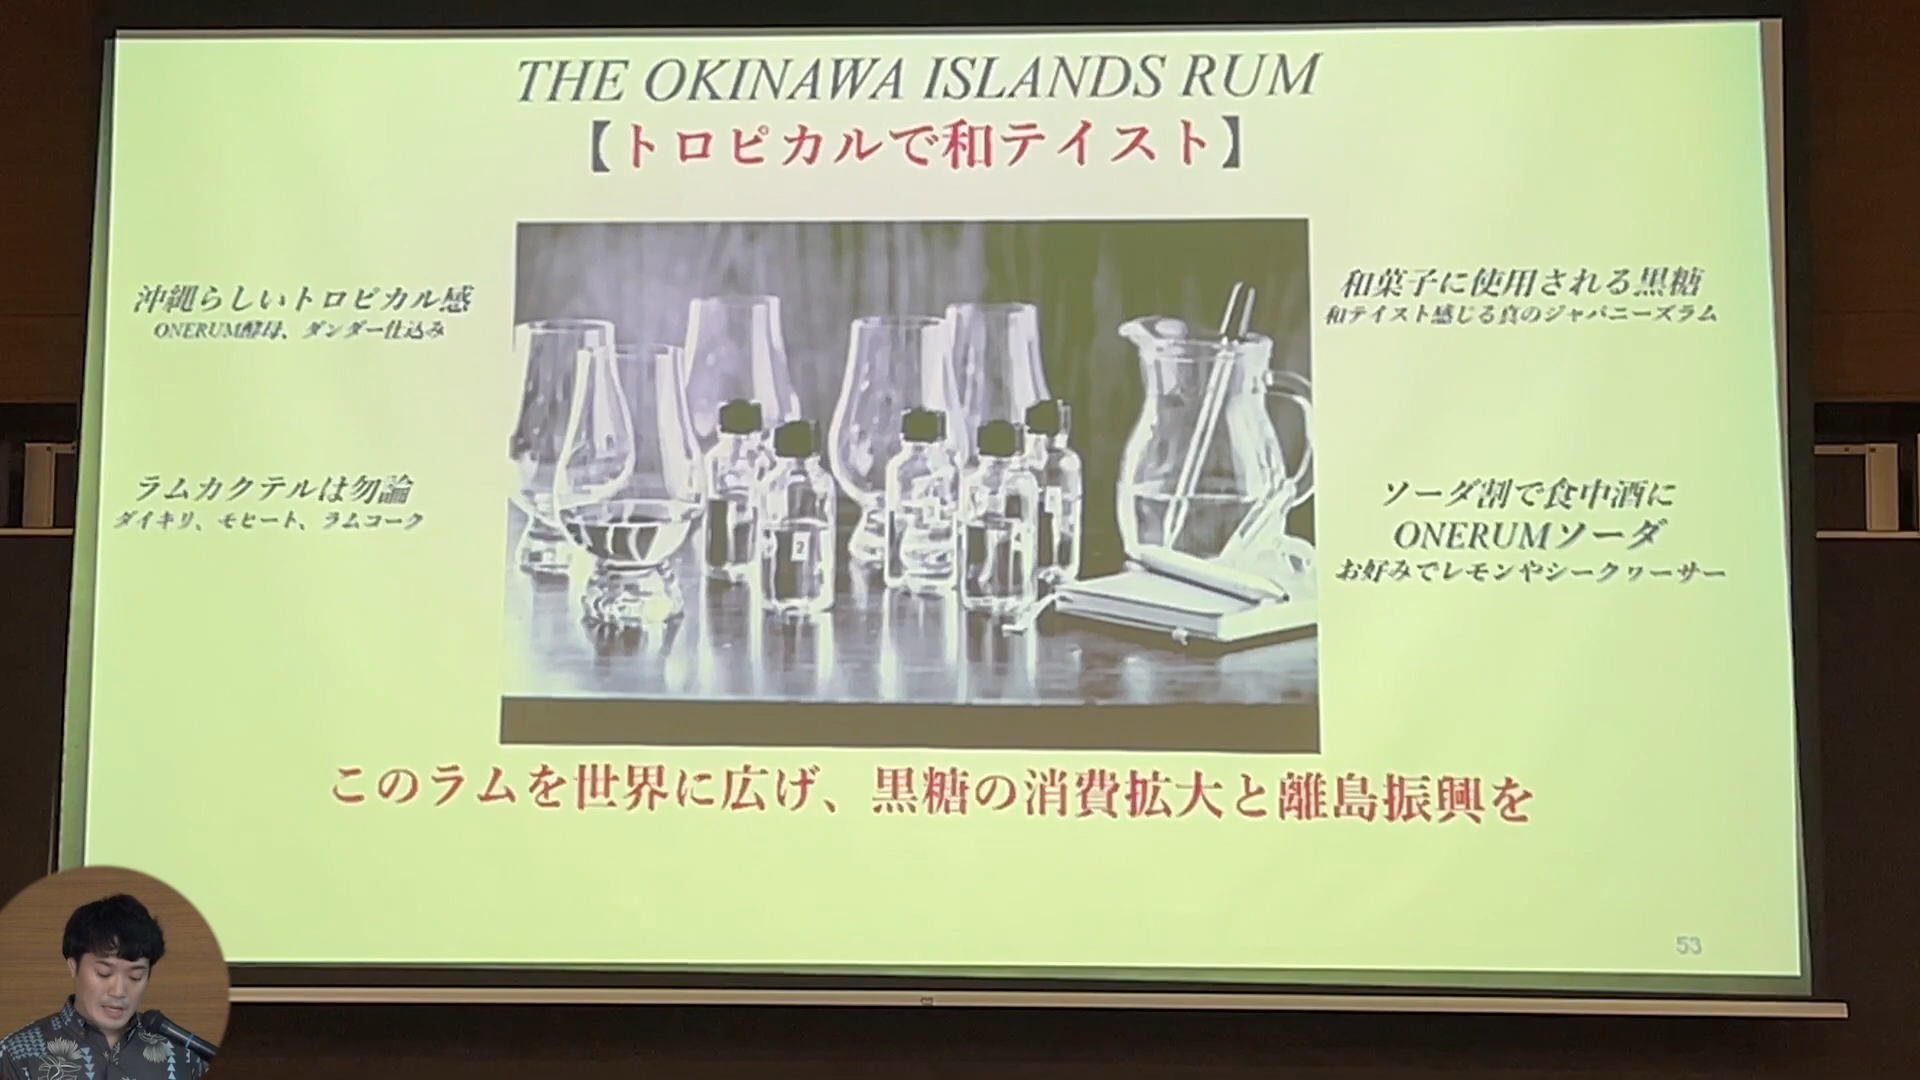 THE OKINAWA ISLANDS RUM
【トロピカルで和テイスト】
沖縄らしいトロピカル感
ONERUM酵母、ダンダー仕込み
ラムカクテルは勿論
ダイキリ、モヒート、ラムコーク
和菓子に使用される黒糖
和テイスト感じる真のジャパニーズラム
ソーダ割で食中酒に
ONERUMソーダ
お好みでレモンやシークヮーサー
2
このラムを世界に広げ、黒糖の消費拡大と離島振興を
53